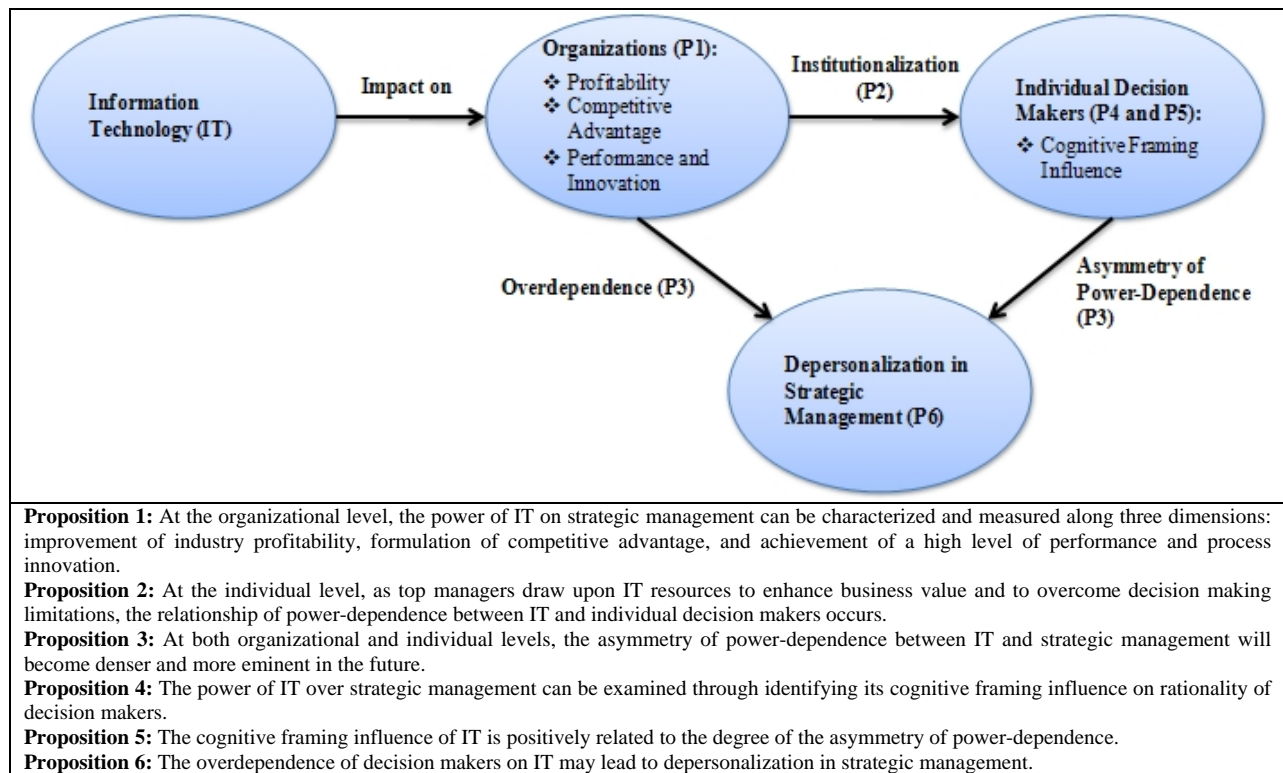 Information
Technology (IT)
Impact on
Organizations (P1):
❖ Profitability
❖ Competitive
Advantage
❖ Performance and
Innovation
Institutionalization
(P2)
Individual Decision
Makers (P4 and P5):
❖ Cognitive Framing
Influence
Overdependence (P3)
Asymmetry of
Power-Dependence
(P3)
Depersonalization in
Strategic
Management (P6)
Proposition 1: At the organizational level, the power of IT on strategic management can be characterized and measured along three dimensions:
improvement of industry profitability, formulation of competitive advantage, and achievement of a high level of performance and process
innovation.
Proposition 2: At the individual level, as top managers draw upon IT resources to enhance business value and to overcome decision making
limitations, the relationship of power-dependence between IT and individual decision makers occurs.
Proposition 3: At both organizational and individual levels, the asymmetry of power-dependence between IT and strategic management will
become denser and more eminent in the future.
Proposition 4: The power of IT over strategic management can be examined through identifying its cognitive framing influence on rationality of
decision makers.
Proposition 5: The cognitive framing influence of IT is positively related to the degree of the asymmetry of power-dependence.
Proposition 6: The overdependence of decision makers on IT may lead to depersonalization in strategic management.